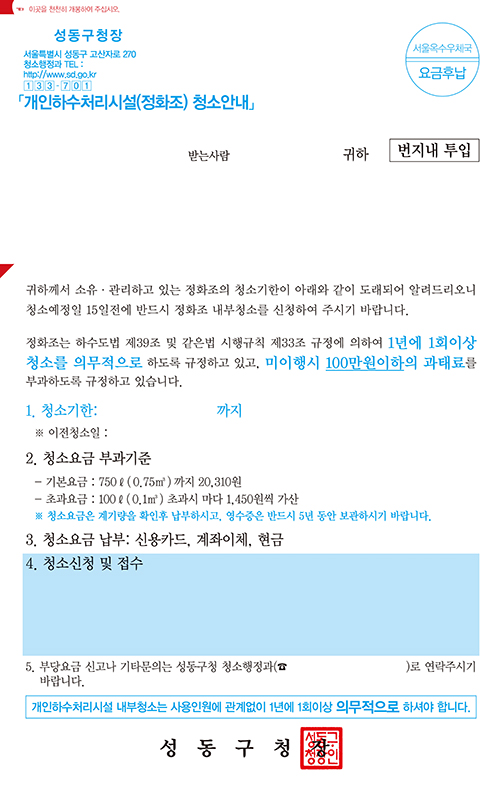 ☜ 이곳을 천천히 개봉하여 주십시오.
성동구청장
서울특별시 성동구 고산자로 270
청소행정과 TEL :
http://www.sd.go.kr
133-701
서울옥수우체국
요금후납
「개인하수처리시설(정화조) 청소안내」
받는사람 귀하 번지내 투입
귀하께서 소유 · 관리하고 있는 정화조의 청소기한이 아래와 같이 도래되어 알려드리오니
청소예정일 15일전에 반드시 정화조 내부청소를 신청하여 주시기 바랍니다.
정화조는 하수도법 제39조 및 같은법 시행규칙 제33조 규정에 의하여 1년에 1회이상
청소를 의무적으로 하도록 규정하고 있고, 미이행시 100만원이하의 과태료를
부과하도록 규정하고 있습니다.
1. 청소기한: 까지
※ 이전청소일 :
2. 청소요금 부과기준
– 기본요금 : 750ℓ(0.75㎥)까지 20,310원
– 초과요금 : 100ℓ(0.1㎥) 초과시 마다 1,450원씩 가산
※ 청소요금은 계기량을 확인후 납부하시고, 영수증은 반드시 5년 동안 보관하시기 바랍니다.
3. 청소요금 납부: 신용카드, 계좌이체, 현금
4. 청소신청 및 접수
5. 부당요금 신고나 기타문의는 성동구청 청소행정과(☎ )로 연락주시기
바랍니다.
개인하수처리시설 내부청소는 사용인원에 관계없이 1년에 1회이상 의무적으로 하셔야 합니다.
성 동 구 청 장
성동구
청장인